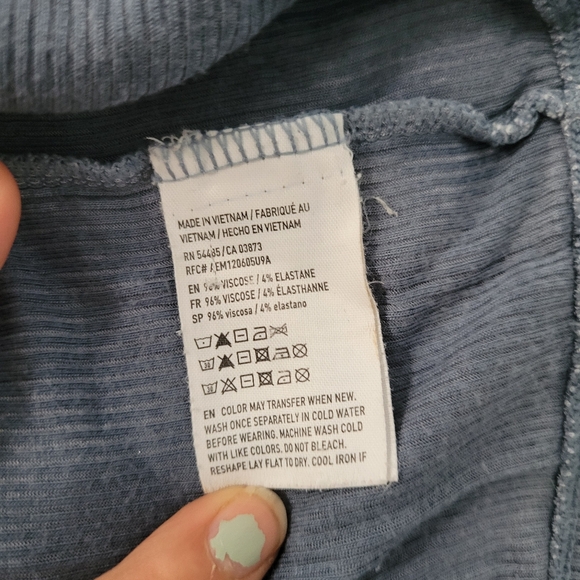 MADE IN VIETNAM / FABRIQUÉ AU
VIETNAM / HECHO EN VIETNAM
RN 54485/CA 03873
RFC# AEM120605U9A
EN 96% VISCOSE / 4% ELASTANE
FR 96% VISCOSE / 4% ÉLASTHANNE
SP 96% viscosa / 4% elastano
EN COLOR MAY TRANSFER WHEN NEW.
WASH ONCE SEPARATELY IN COLD WATER
BEFORE WEARING. MACHINE WASH COLD
WITH LIKE COLORS. DO NOT BLEACH.
RESHAPE LAY FLAT TO DRY. COOL IRON IF